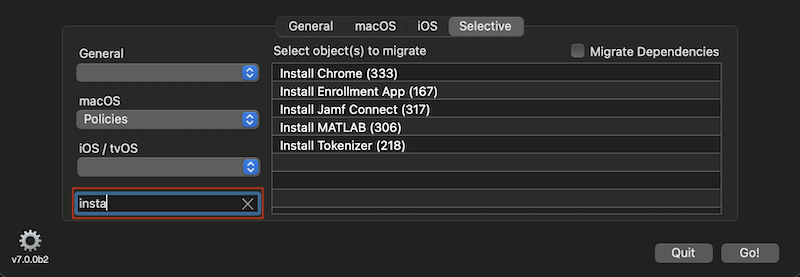 General macOS iOS Selective
General
macOS
Policies
iOS / tvOS
insta
Select object(s) to migrate
Migrate Dependencies
Install Chrome (333)
Install Enrollment App (167)
Install Jamf Connect (317)
Install MATLAB (306)
Install Tokenizer (218)
v7.0.0b2
Quit Go!